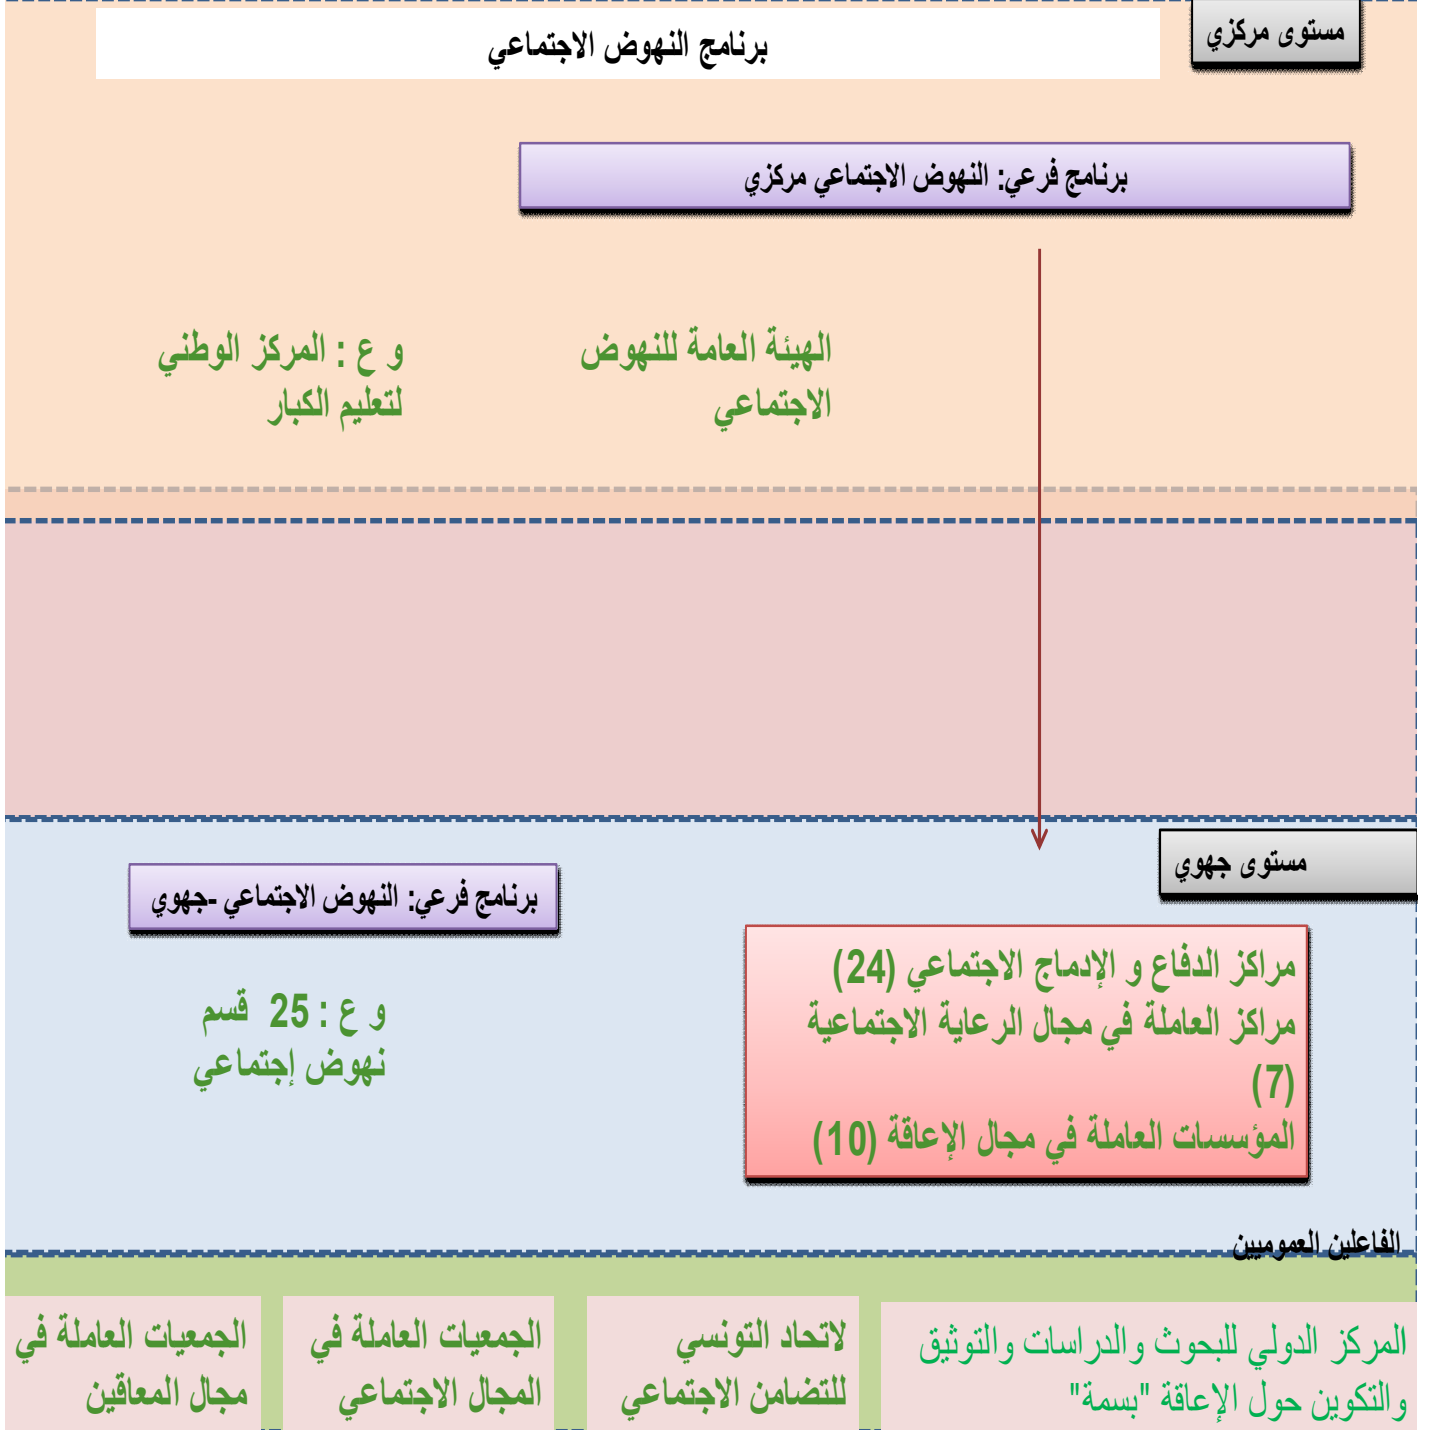 مستوى مركزي
برنامج النهوض الاجتماعي
برنامج فرعي: النهوض الاجتماعي مركزي
الهيئة العامة للنهوض
الاجتماعي
و ع : المركز الوطني
لتعليم الكبار
مستوى جهوي
برنامج فرعي: النهوض الاجتماعي -جهوي
مراكز الدفاع و الإدماج الاجتماعي (24)
مراكز العاملة في مجال الرعاية الاجتماعية
(7)
المؤسسات العاملة في مجال الإعاقة (10)
و ع : 25 قسم
نهوض إجتماعي
الفاعلين العموميين
المركز الدولي للبحوث والدراسات والتوثيق
والتكوين حول الإعاقة "بسمة"
لاتحاد التونسي
للتضامن الاجتماعي
الجمعيات العاملة في
المجال الاجتماعي
الجمعيات العاملة في
مجال المعاقين